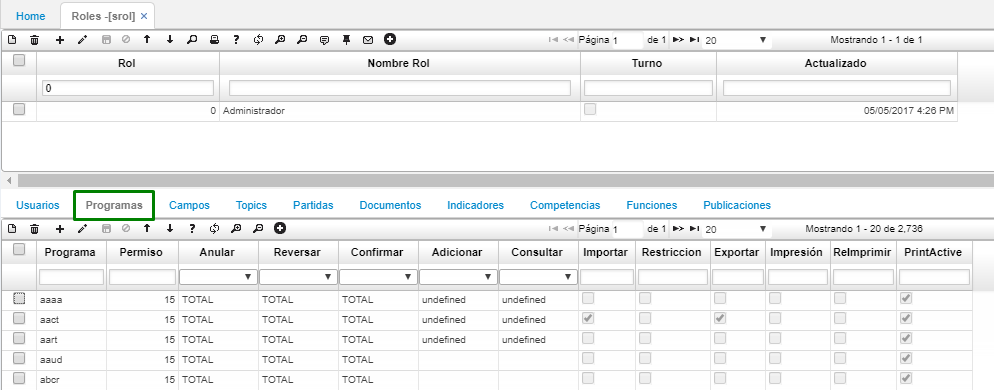 Home Roles -[srol] ×
Página 1 de 1 20 Mostrando 1 - 1 de 1
Rol Nombre Rol Turno Actualizado
0
0 Administrador 05/05/2017 4:26 PM
Usuarios Programas Campos Topics Partidas Documentos Indicadores Competencias Funciones Publicaciones
Página 1 de 1 20 Mostrando 1 - 20 de 2,736
Programa Permiso Anular Reversar Confirmar Adicionar Consultar Importar Restriccion Exportar Impresión ReImprimir PrintActive
aaaa 15 TOTAL TOTAL TOTAL undefined undefined
aact 15 TOTAL TOTAL TOTAL undefined undefined
aart 15 TOTAL TOTAL TOTAL undefined undefined
aaud 15 TOTAL TOTAL TOTAL
abcr 15 TOTAL TOTAL TOTAL